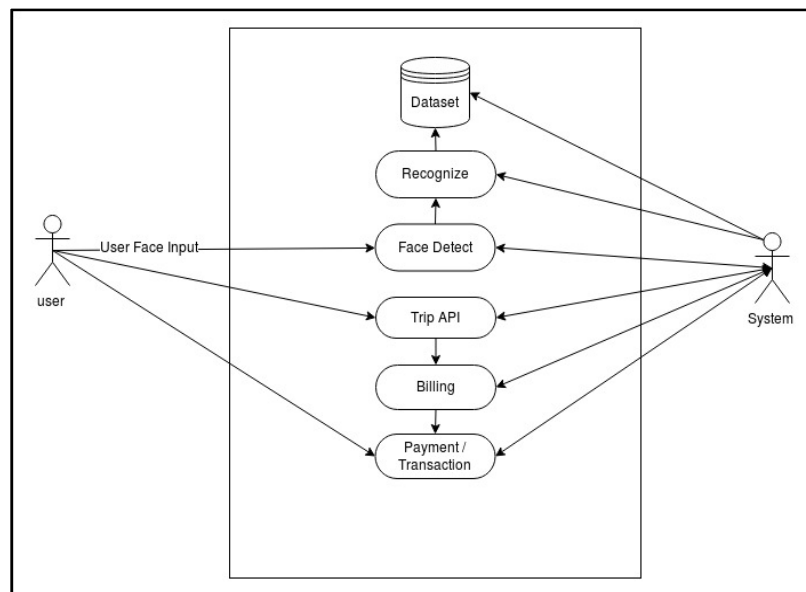 Dataset
Recognize
User Face Input
Face Detect
user
Trip API
System
Billing
Payment /
Transaction